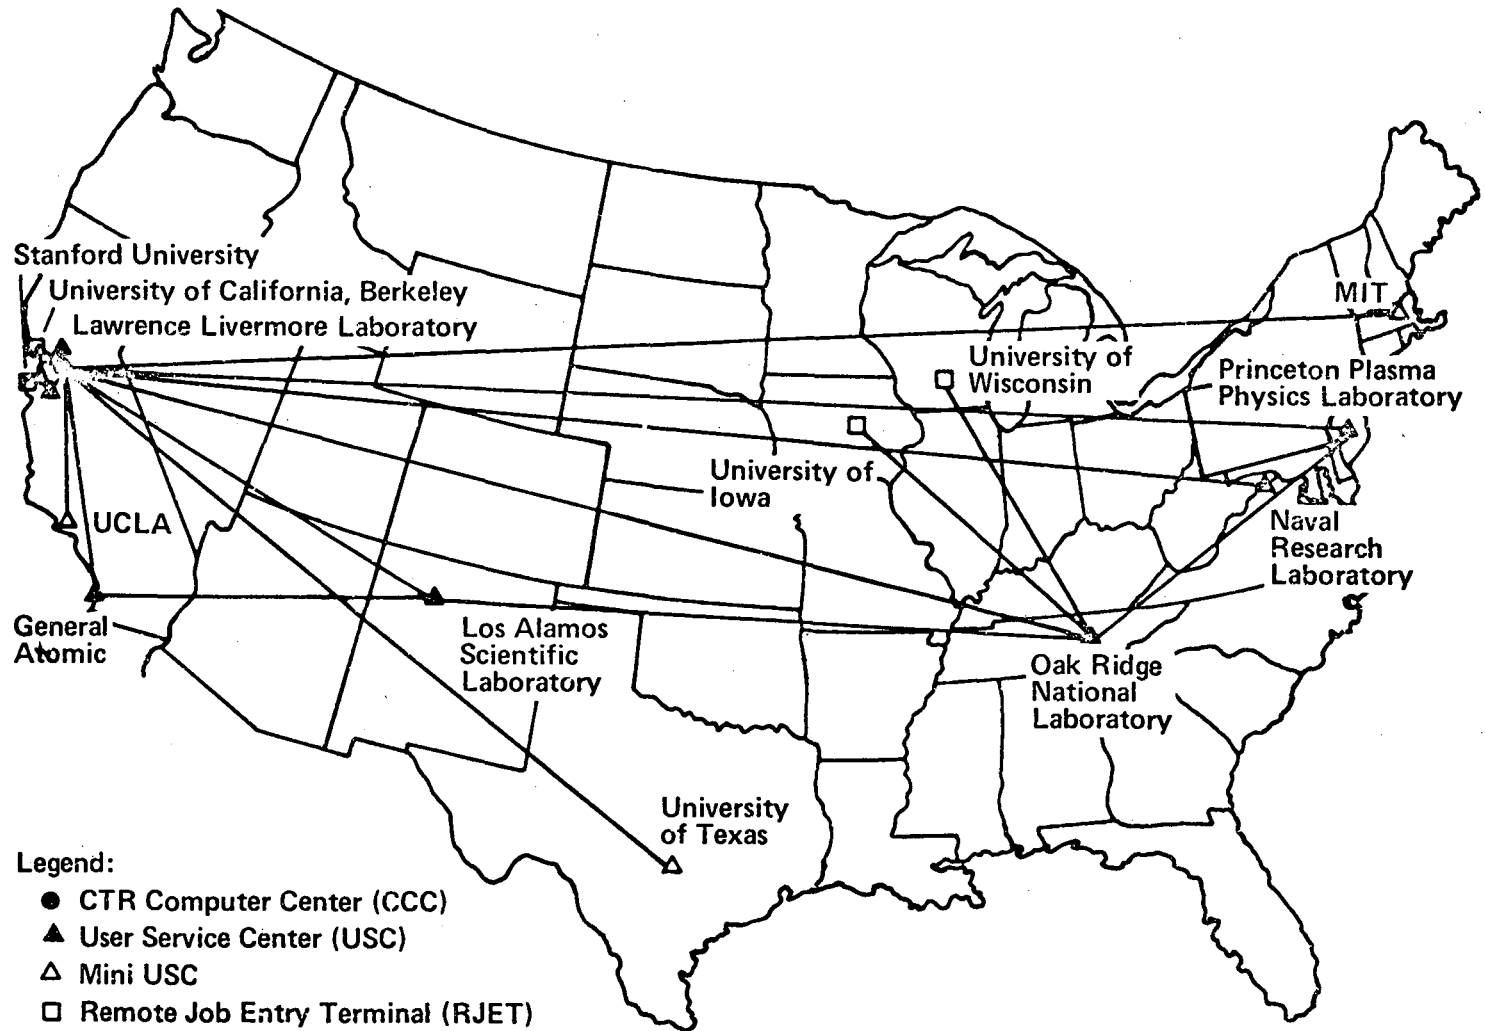 Stanford University
University of California, Berkeley
Lawrence Livermore Laboratory
MIT
University of
Wisconsin
Princeton Plasma
Physics Laboratory
University of
Iowa
UCLA
Naval
Research
Laboratory
General
Atomic
Los Alamos
Scientific
Laboratory
Oak Ridge
National
Laboratory
University
of Texas
Legend:
CTR Computer Center (CCC)
User Service Center (USC)
Mini USC
Remote Job Entry Terminal (RJET)